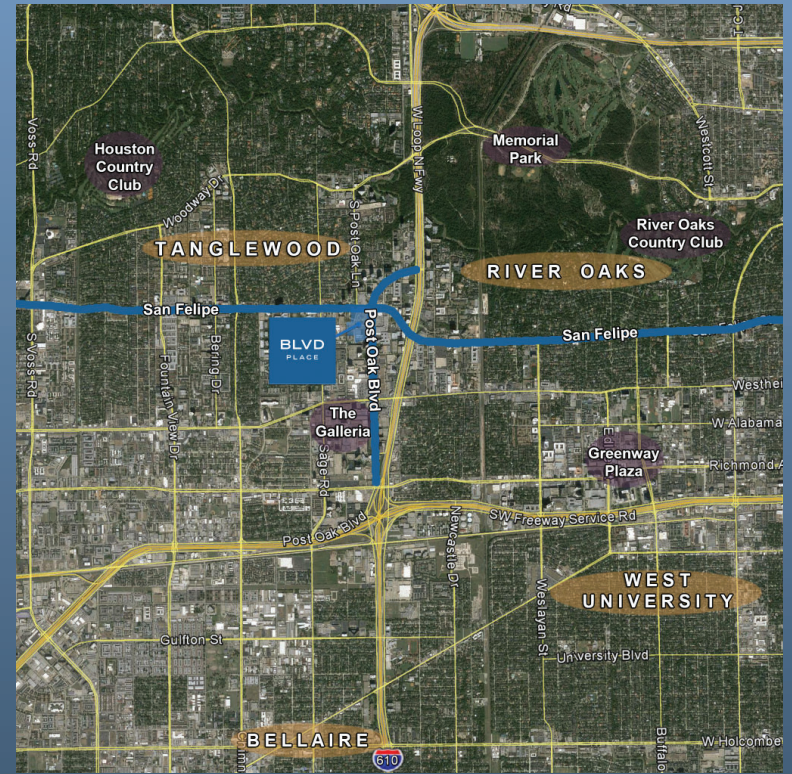 Voss Rd
W Loop N Fwy
Westcott St
Houston
Country
Club
Memorial
Park
Woodway Dr
S Post Oak Ln
River Oaks
Country Club
TANGLEWOOD
RIVER OAKS
San Felipe
San Felipe
BLVD
PLACE
Post Oak Blvd
S Voss Rd
Fountain View Dr
Bering Dr
Westhei
The
Galleria
W Alabama
Greenway
Plaza
Richmond A
Sage Rd
Post Oak Blvd
Newcastle Dr
SW Freeway Service Rd
Weslayan St
WEST
UNIVERSITY
Gulfton St
University Blvd
BELLAIRE
610
W Holcombe
Buffalo